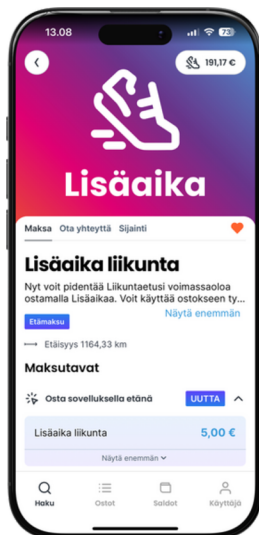 13.08
73
191,17 €
Lisäaika
Maksa Ota yhteyttä Sijainti
Lisäaika liikunta
Nyt voit pidentää Liikuntaetusi voimassaoloa
ostamalla Lisäaikaa. Voit käyttää ostokseen ty...
Näytä enemmän
Etämaksu
Etäisyys 1164,33 km
Maksutavat
Osta sovelluksella etänä UUTTA
Lisäaika liikunta 5,00 €
Näytä enemmän
Haku Ostot Saldot Käyttäjä